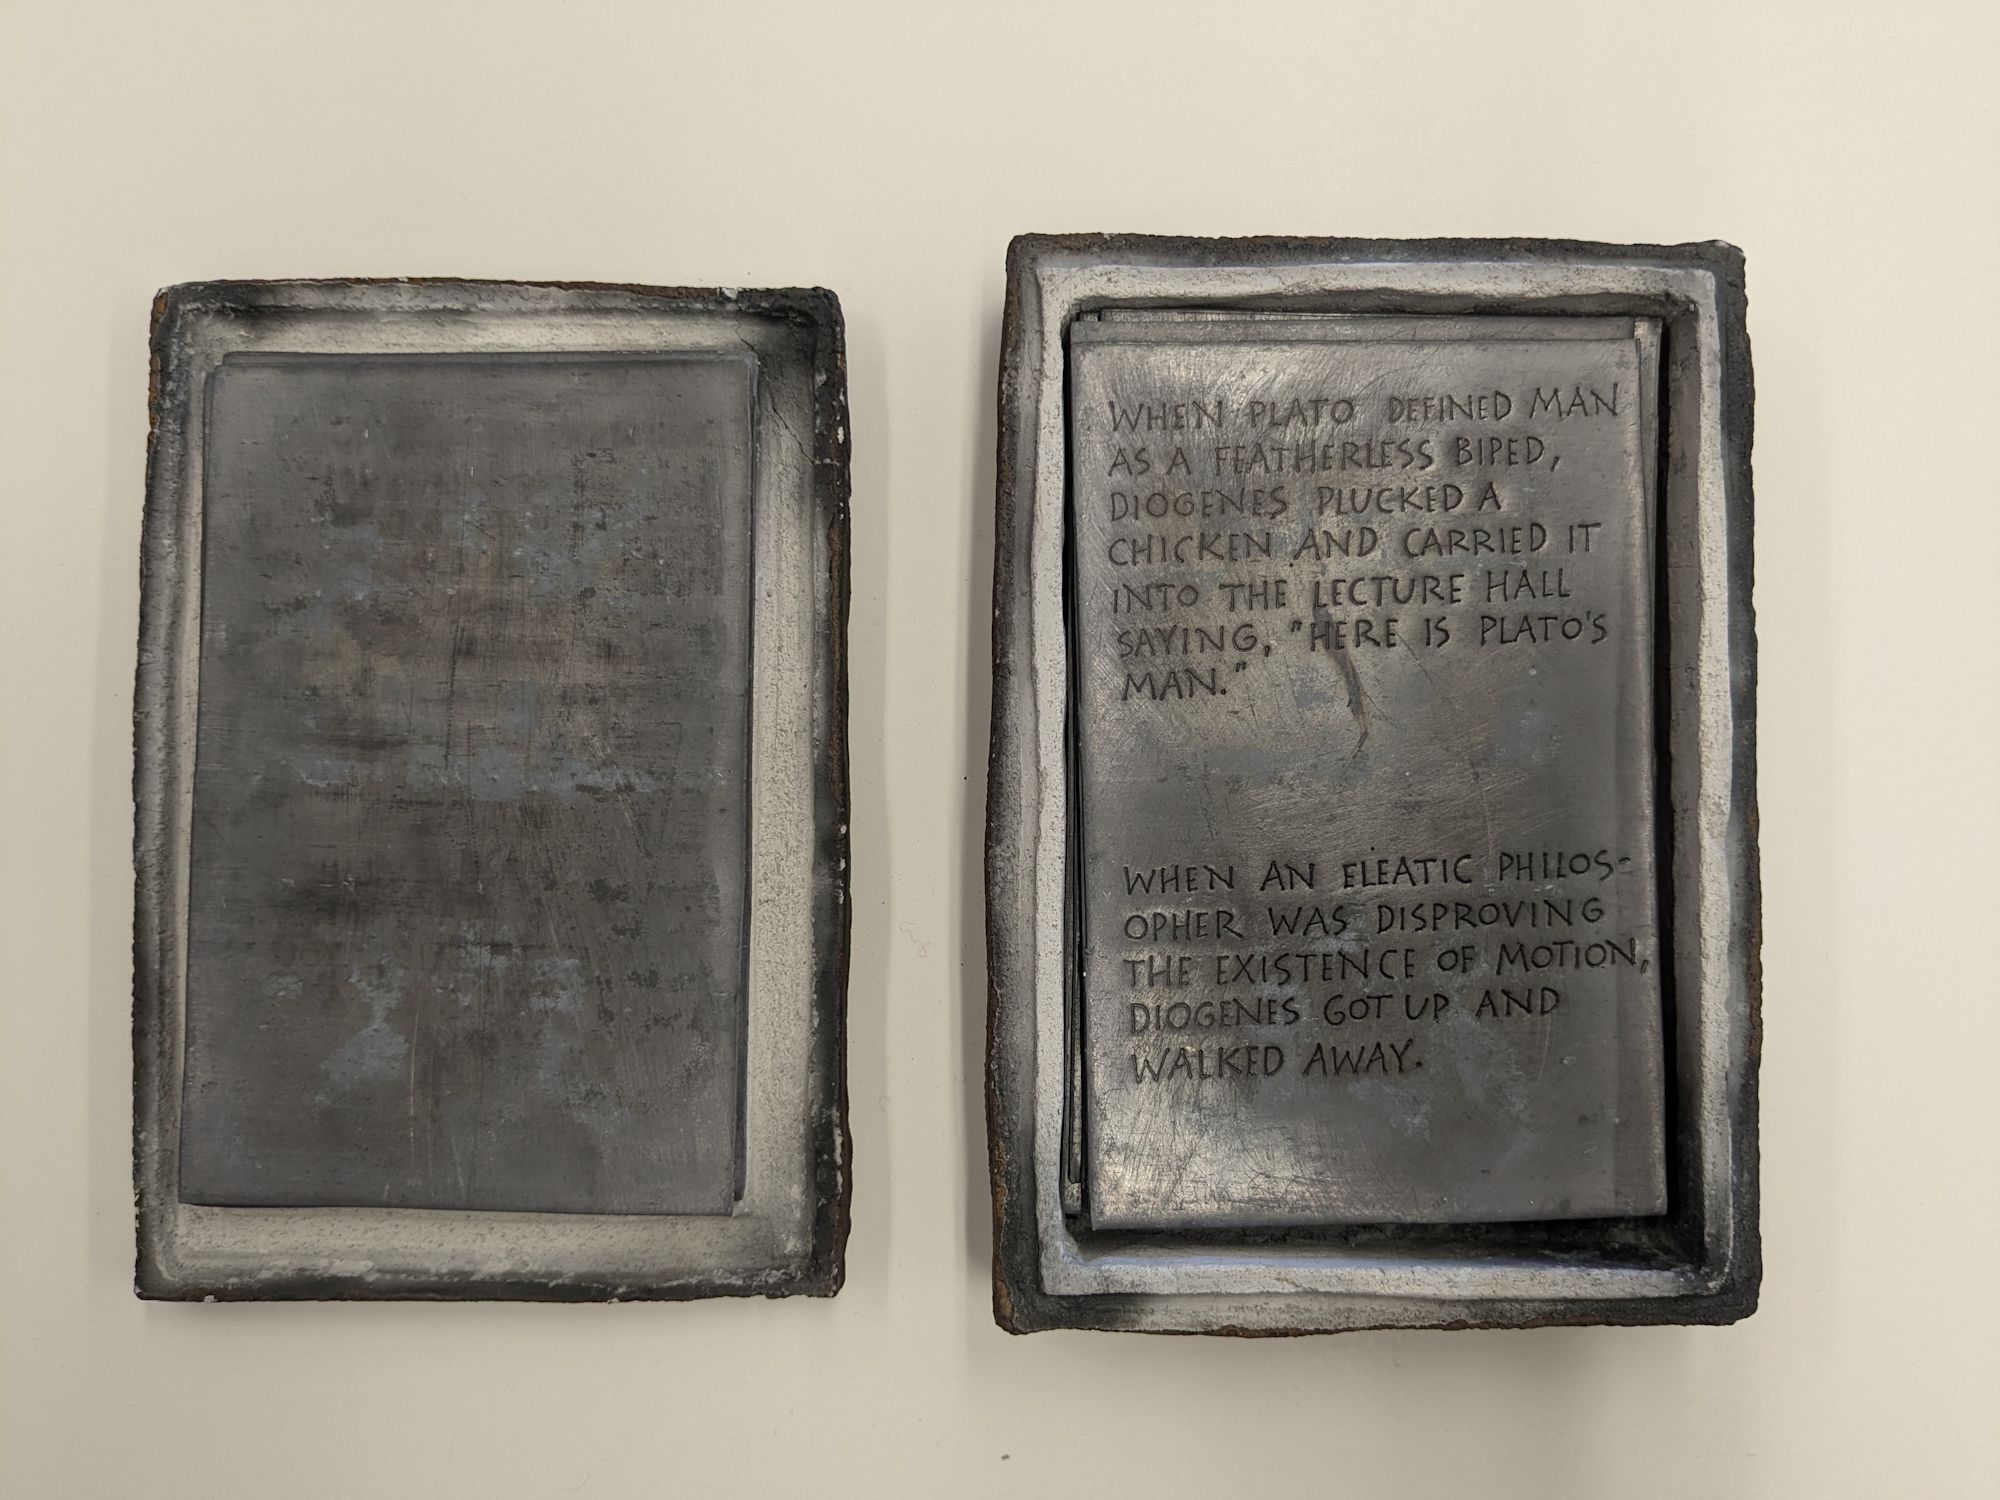 WHEN PLATO DEFINED MAN
AS A FEATHERLESS BIPED,
DIOGENES PLUCKED A
CHICKEN AND CARRIED IT
INTO THE LECTURE HALL
SAYING, "HERE IS PLATO'S
MAN."
WHEN AN ELEATIC PHILOS-
OPHER WAS DISPROVING
THE EXISTENCE OF MOTION,
DIOGENES GOT UP AND
WALKED AWAY.